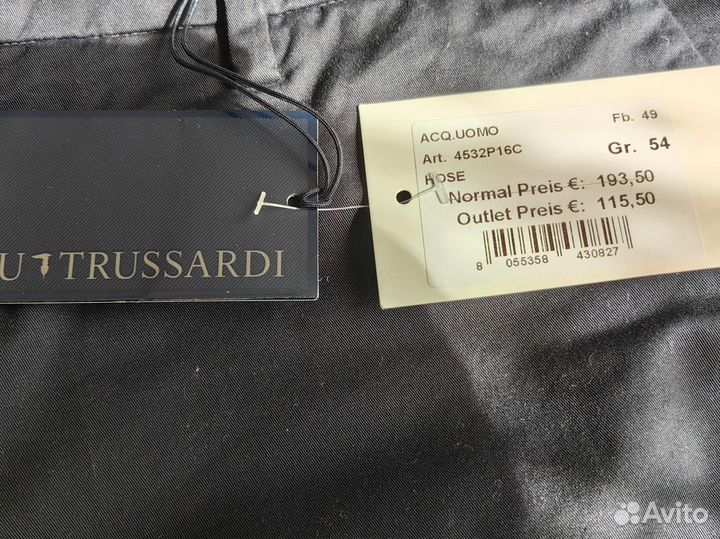 ACQ.UOMO Fb. 49
Art. 4532P16C Gr. 54
HOSE
Normal Preis €: 193,50
Outlet Preis €: 115,50
8 055358 430827
U TRUSSARDI
Avito